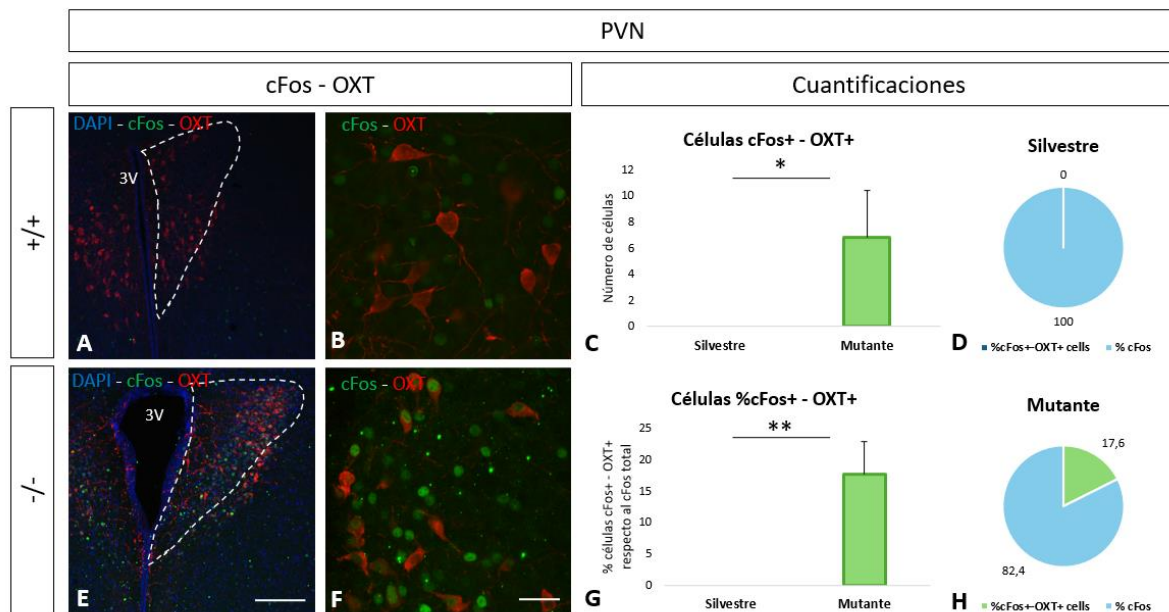 PVN
cFos - OXT
Cuantificaciones
+/+
DAPI - cFos - OXT
3V
A
cFos - OXT
B
Células cFos+ - OXT+
*
Número de células
12
10
8
6
4
2
0
Silvestre
Mutante
C
Silvestre
0
100
D
%cFos+-OXT+ cells
% cFos
-/-
DAPI - cFos - OXT
3V
E
cFos - OXT
F
Células %cFos+ - OXT+
**
% células cFos+ - OXT+
respecto al cFos total
25
20
15
10
5
0
Silvestre
Mutante
G
Mutante
17,6
82,4
H
%cFos+-OXT+ cells
% cFos